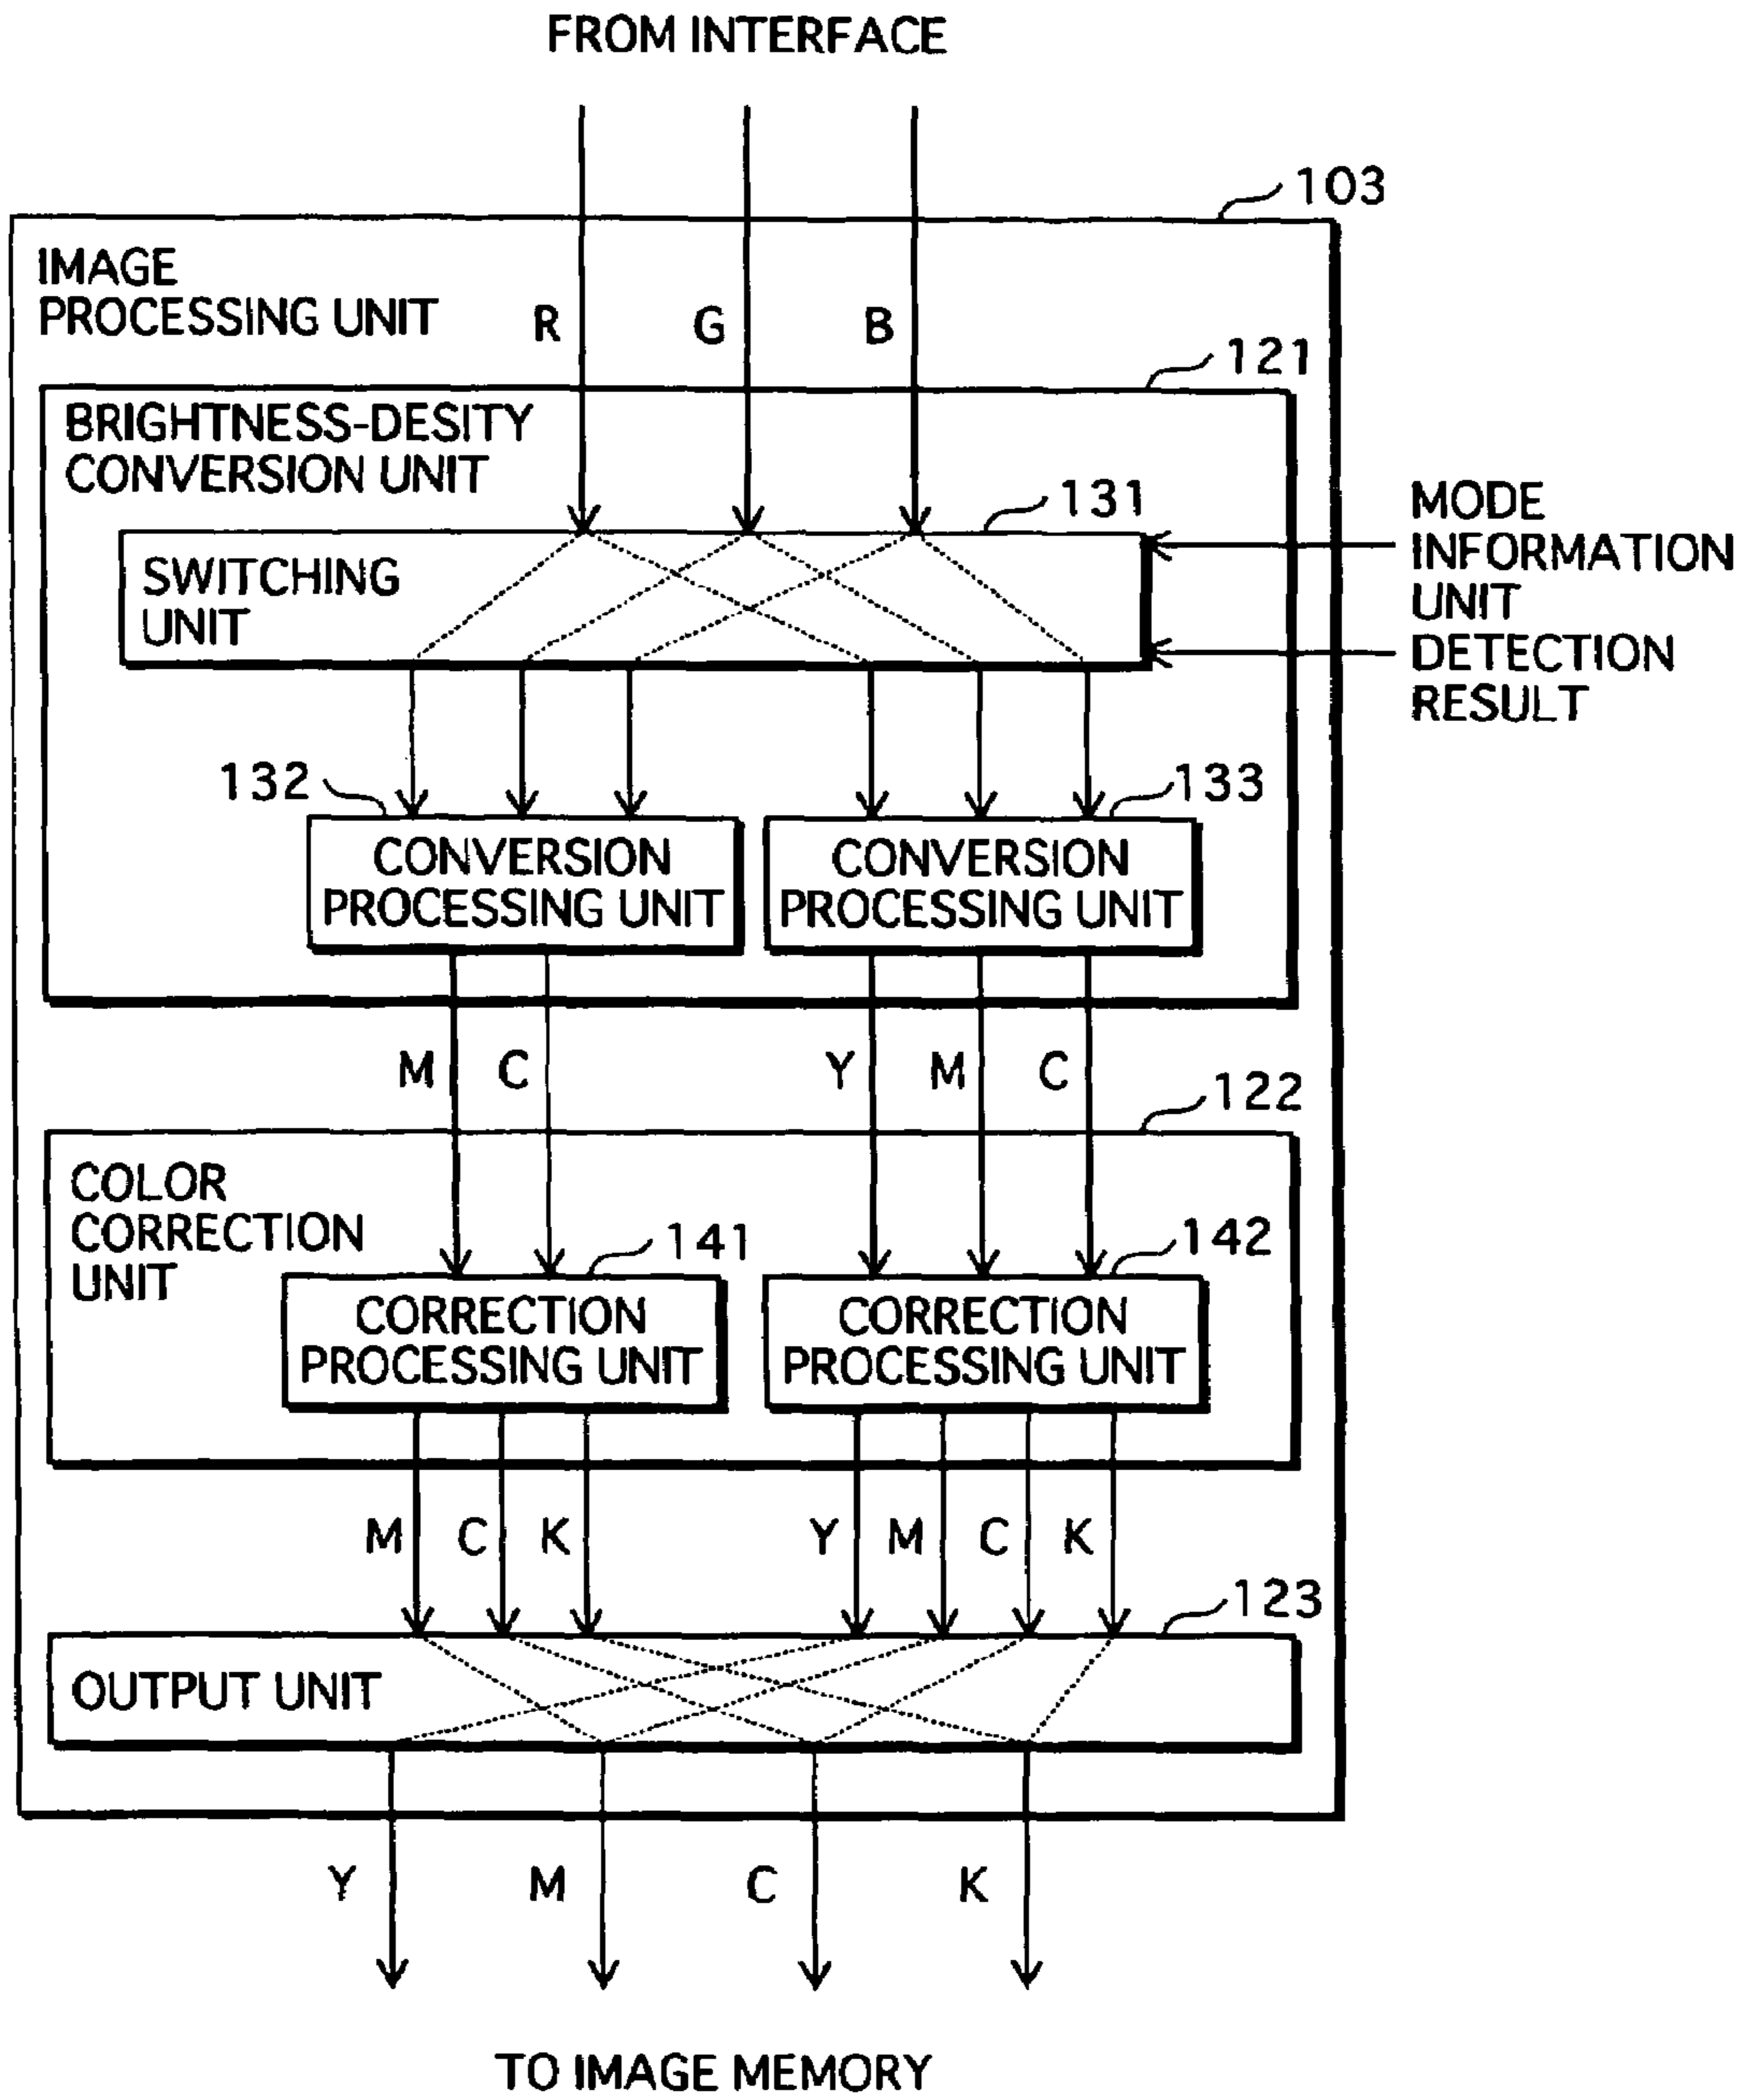 FROM INTERFACE
103
IMAGE
PROCESSING UNIT
R G B
121
BRIGHTNESS-DESITY
CONVERSION UNIT
131
SWITCHING
UNIT
MODE
INFORMATION
UNIT
DETECTION
RESULT
132 133
CONVERSION
PROCESSING UNIT
CONVERSION
PROCESSING UNIT
M C Y M C
122
COLOR
CORRECTION
UNIT
141 142
CORRECTION
PROCESSING UNIT
CORRECTION
PROCESSING UNIT
M C K Y M C K
123
OUTPUT UNIT
Y M C K
TO IMAGE MEMORY